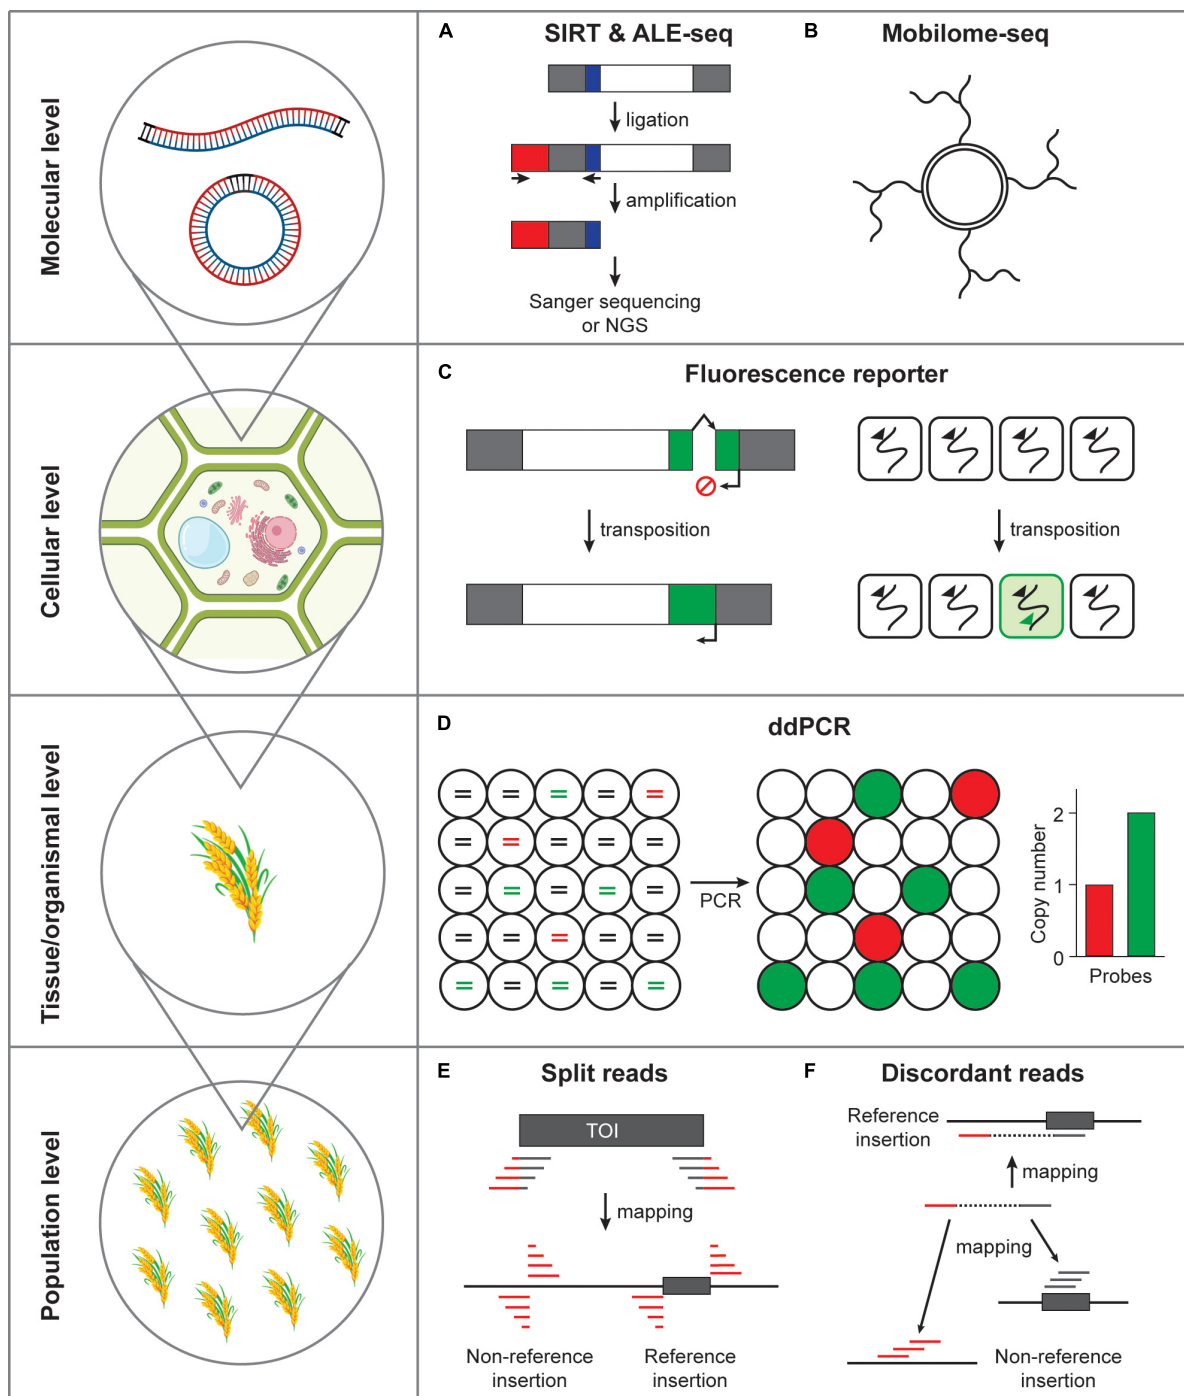 Molecular level
A
SIRT & ALE-seq
ligation
amplification
Sanger sequencing
or NGS
B
Mobilome-seq
Cellular level
C
Fluorescence reporter
transposition
transposition
Tissue/organismal level
D
ddPCR
PCR
Copy number
2
1
0
Probes
Population level
E
Split reads
TOI
mapping
Non-reference
insertion
Reference
insertion
F
Discordant reads
Reference
insertion
mapping
mapping
Non-reference
insertion